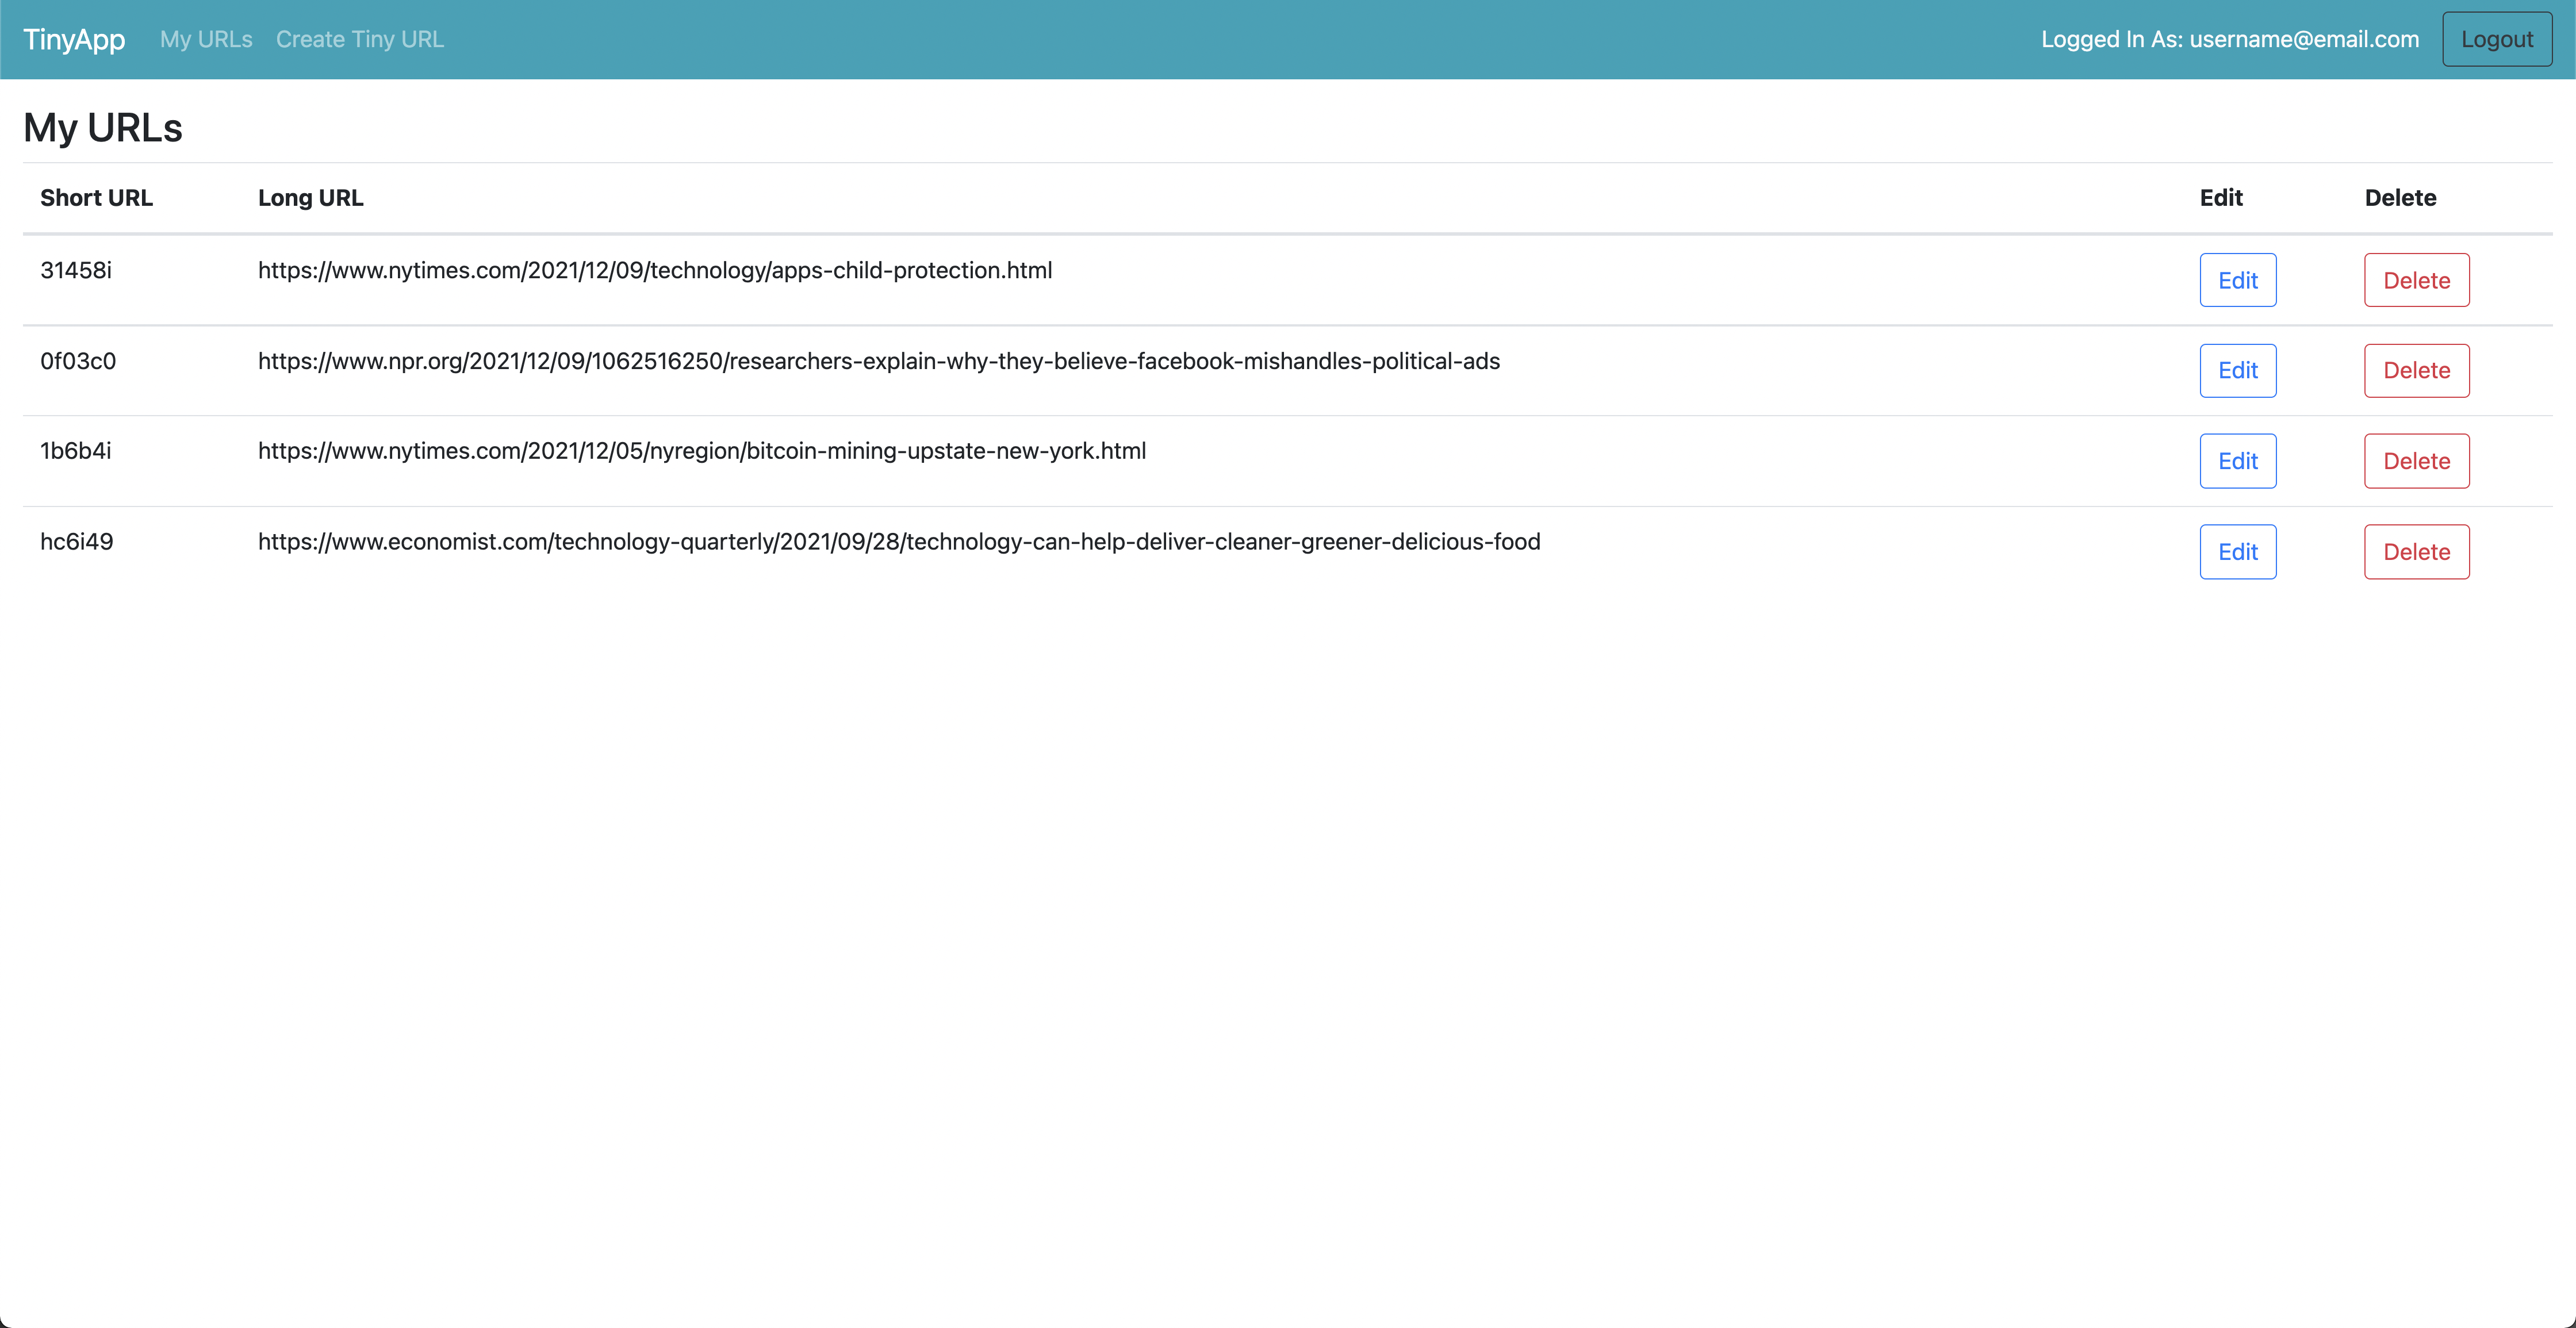 TinyApp My URLs Create Tiny URL Logged In As: username@email.com Logout
My URLs
Short URL Long URL Edit Delete
31458i https://www.nytimes.com/2021/12/09/technology/apps-child-protection.html Edit Delete
0f03c0 https://www.npr.org/2021/12/09/1062516250/researchers-explain-why-they-believe-facebook-mishandles-political-ads Edit Delete
1b6b4i https://www.nytimes.com/2021/12/05/nyregion/bitcoin-mining-upstate-new-york.html Edit Delete
hc6i49 https://www.economist.com/technology-quarterly/2021/09/28/technology-can-help-deliver-cleaner-greener-delicious-food Edit Delete